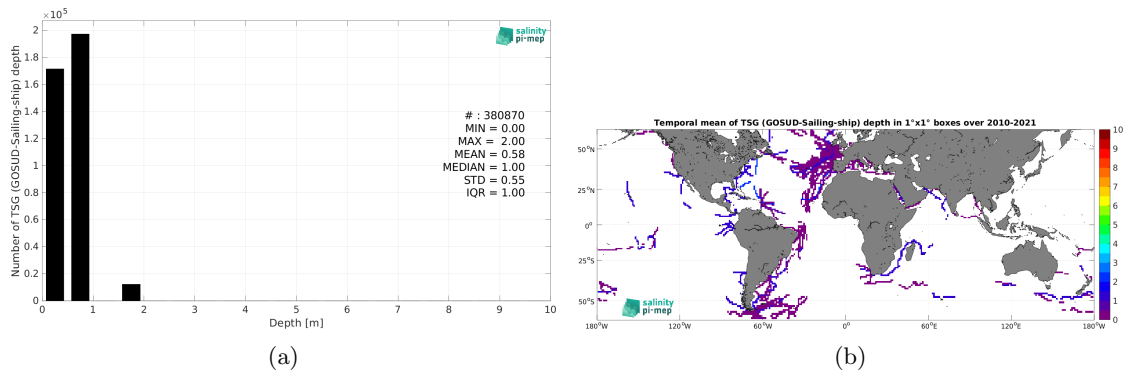 ×10⁵
2
1.8
1.6
1.4
1.2
1
0.8
0.6
0.4
0.2
0
Number of TSG (GOSUD-Sailing-ship) depth
0 1 2 3 4 5 6 7 8 9 10
Depth [m]
salinity
pi-mep
# : 380870
MIN = 0.00
MAX = 2.00
MEAN = 0.58
MEDIAN = 1.00
STD = 0.55
IQR = 1.00
(a)
Temporal mean of TSG (GOSUD-Sailing-ship) depth in 1°x1° boxes over 2010-2021
50°N
25°N
0°
25°S
50°S
180°W 120°W 60°W 0° 60°E 120°E 180°W
salinity
pi-mep
10
9
8
7
6
5
4
3
2
1
0
(b)